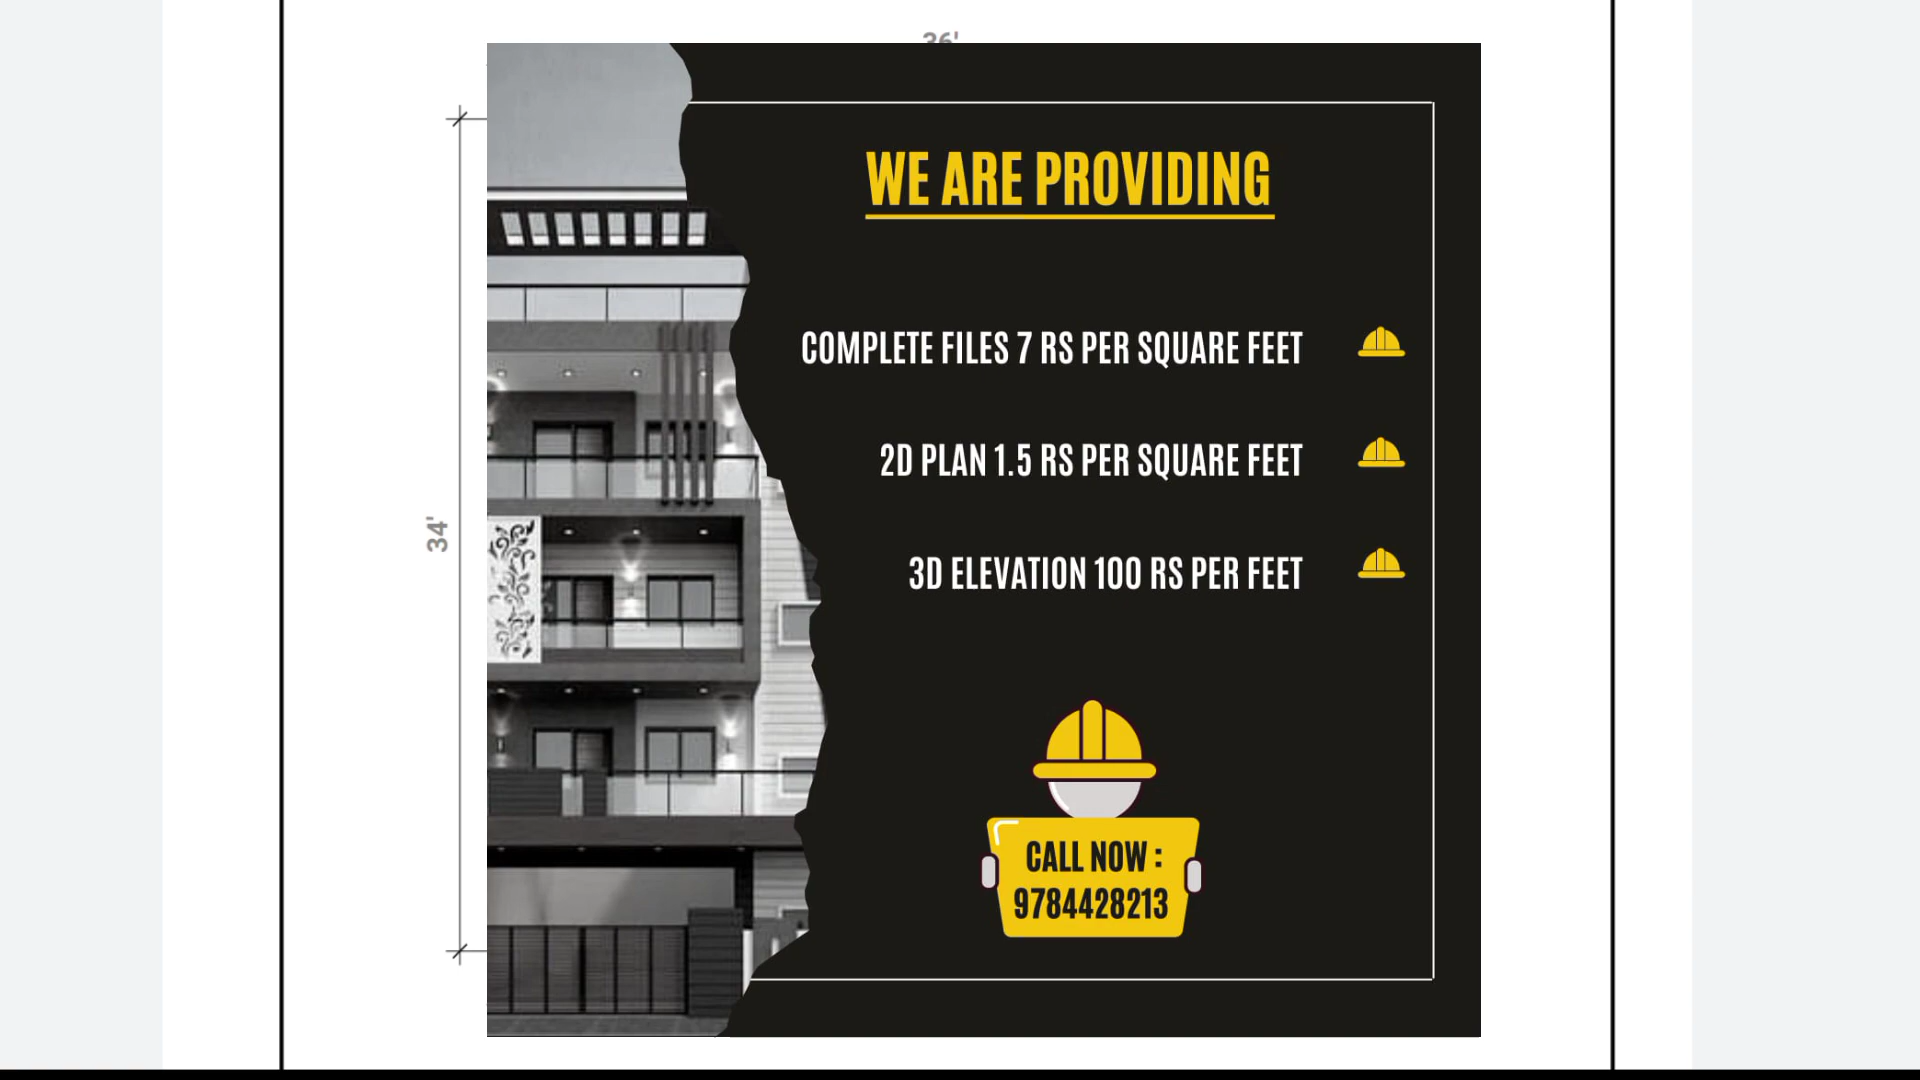 36'
WE ARE PROVIDING
COMPLETE FILES 7 RS PER SQUARE FEET
2D PLAN 1.5 RS PER SQUARE FEET
34'
3D ELEVATION 100 RS PER FEET
CALL NOW :
9784428213